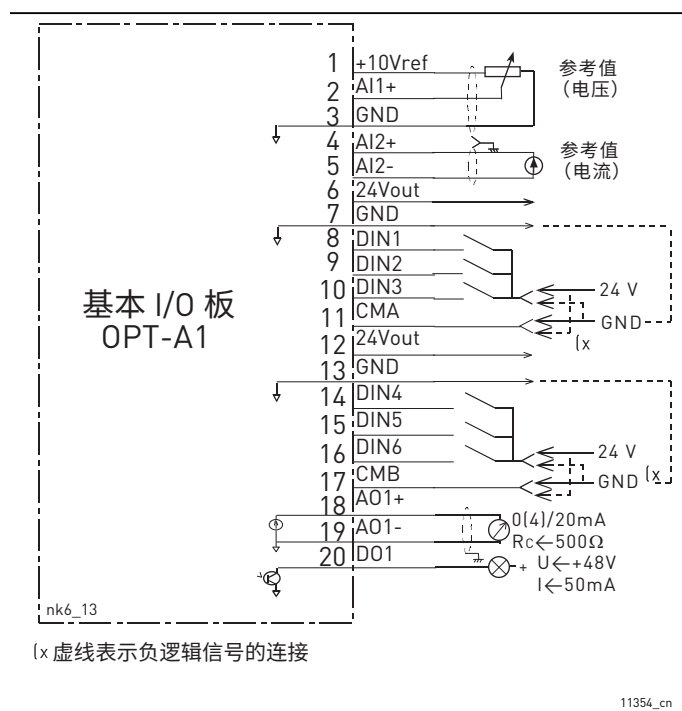 1 +10Vref
2 AI1+
3 GND
参考值
（电压）
4 AI2+
5 AI2-
参考值
（电流）
6 24Vout
7 GND
8 DIN1
9 DIN2
10 DIN3
11 CMA
24 V
GND
(x
12 24Vout
13 GND
14 DIN4
15 DIN5
16 DIN6
17 CMB
24 V
GND (x
18 AO1+
19 AO1-
20 DO1
0(4)/20mA
RC←500Ω
+ U←+48V
I←50mA
基本 I/O 板
OPT-A1
nk6_13
(x 虚线表示负逻辑信号的连接
11354_cn